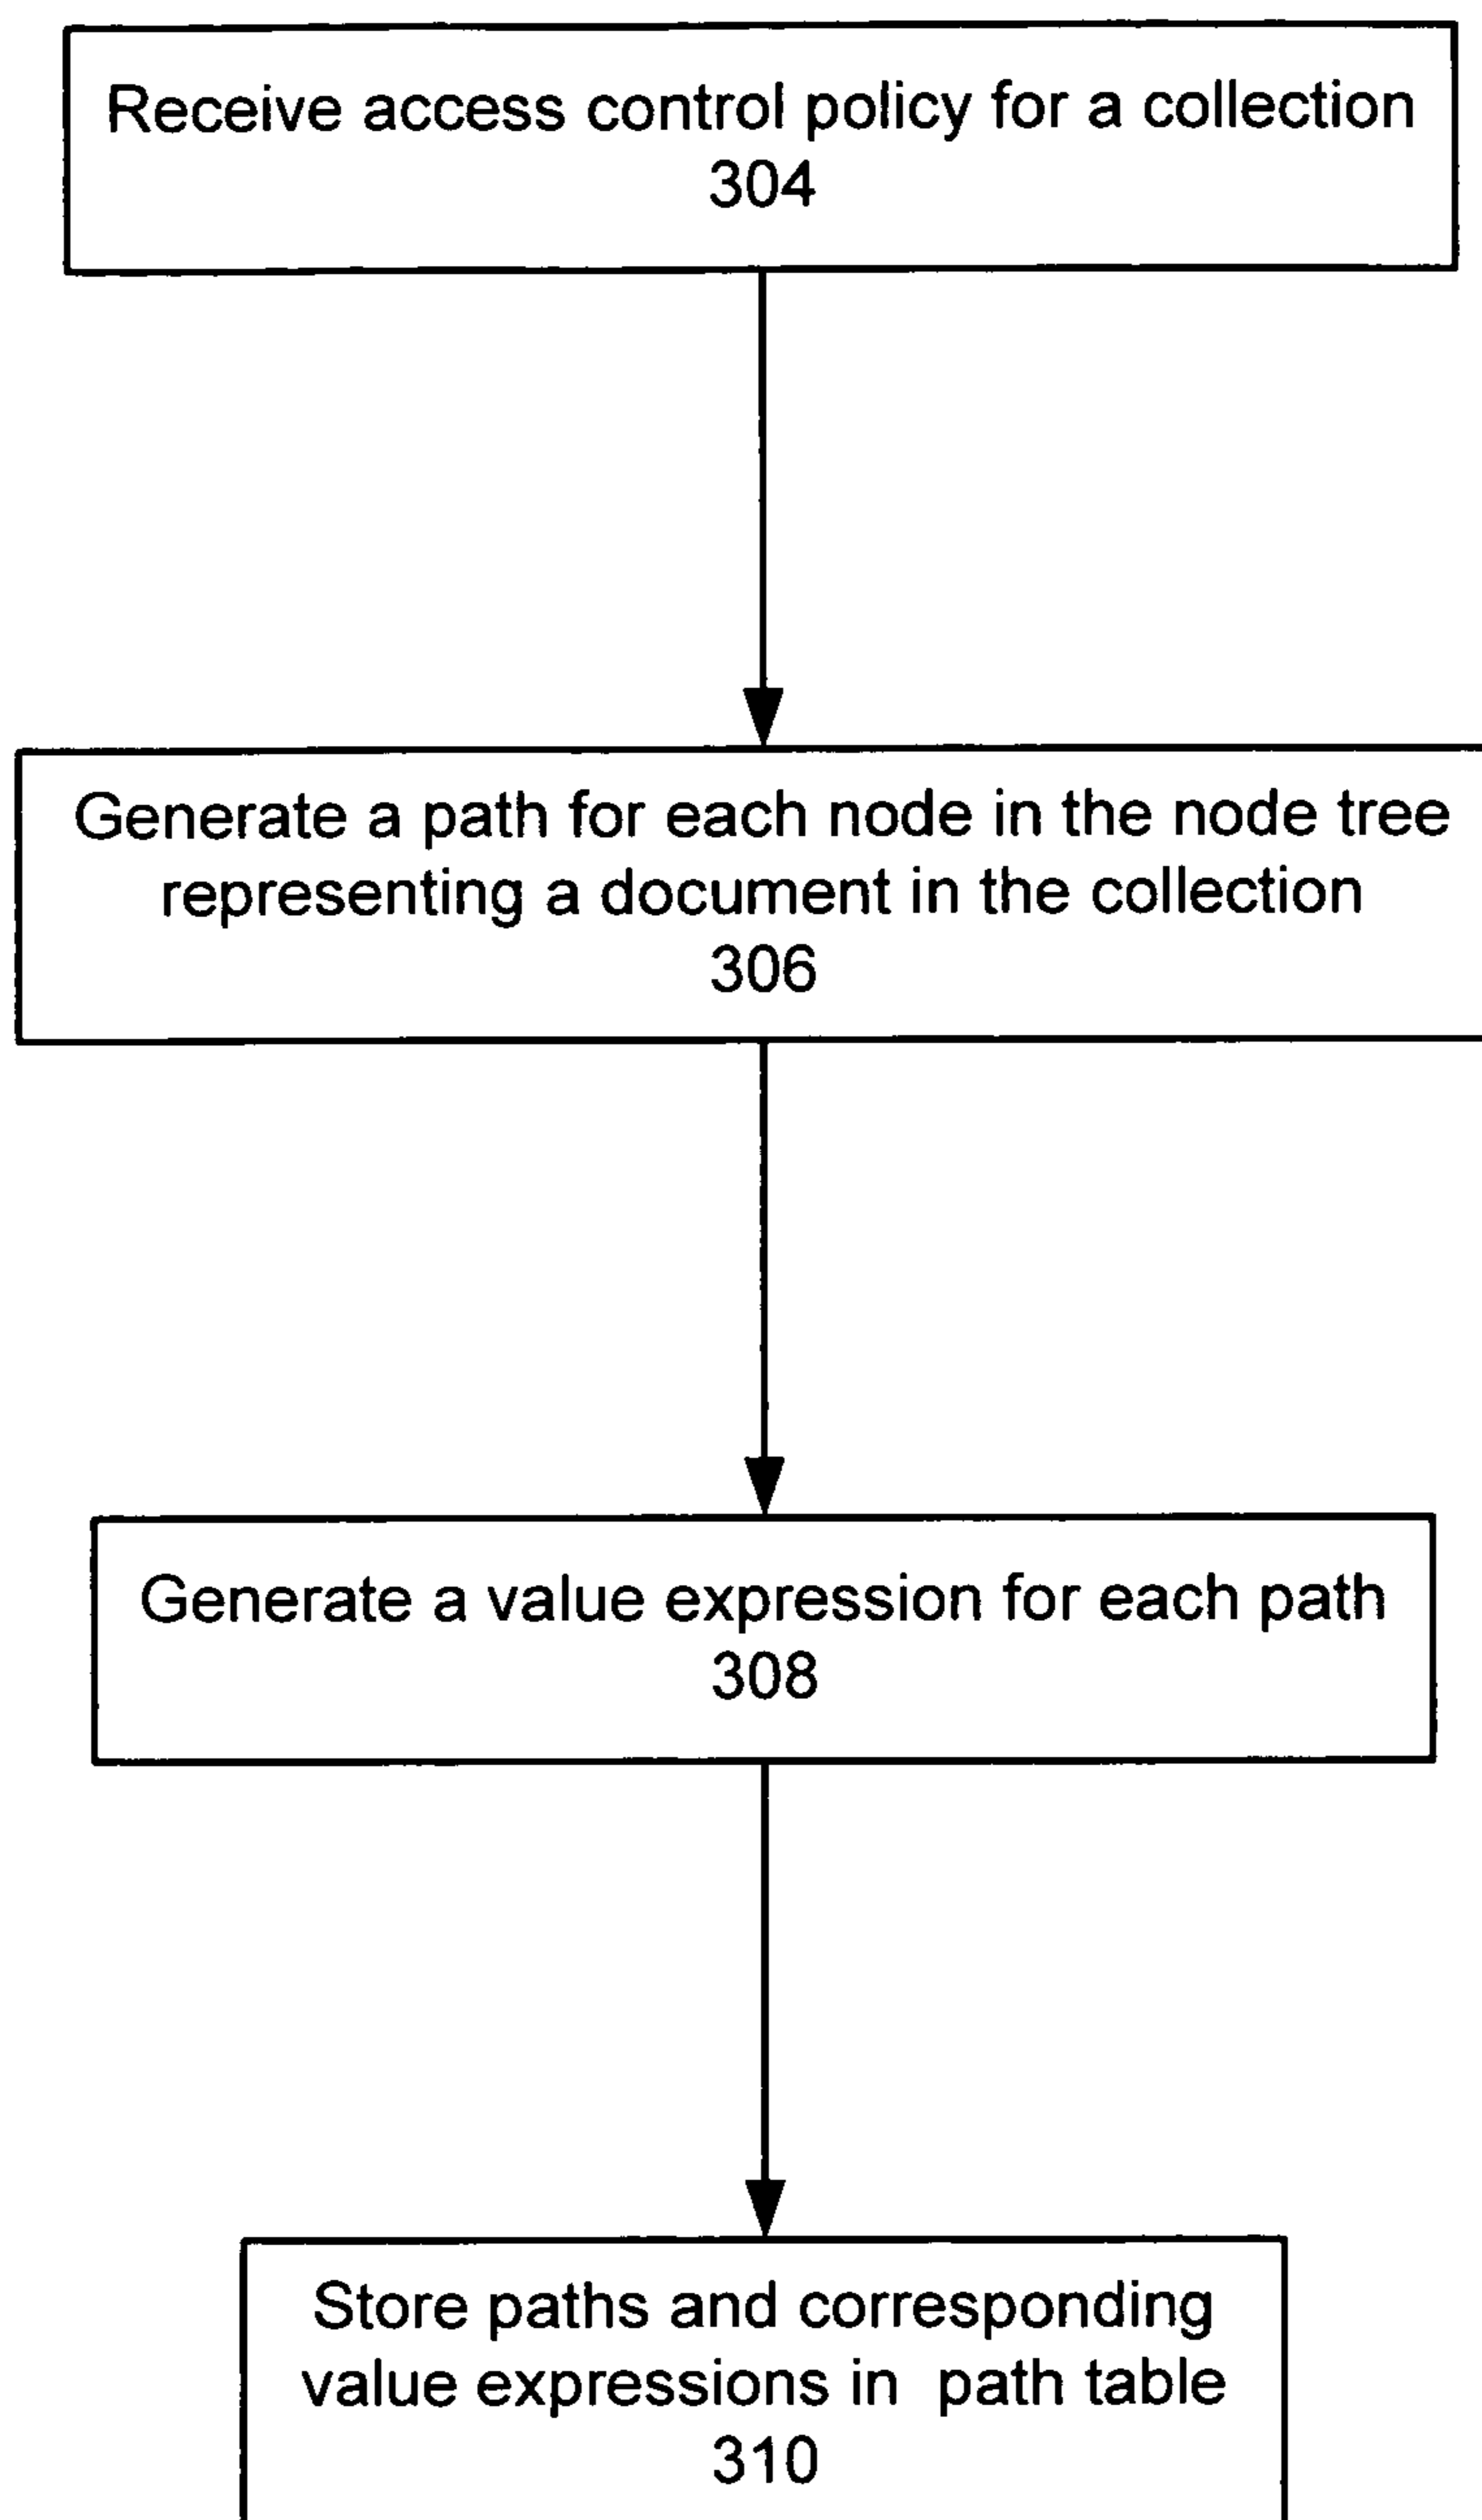 Receive access control policy for a collection
304
Generate a path for each node in the node tree
representing a document in the collection
306
Generate a value expression for each path
308
Store paths and corresponding
value expressions in path table
310